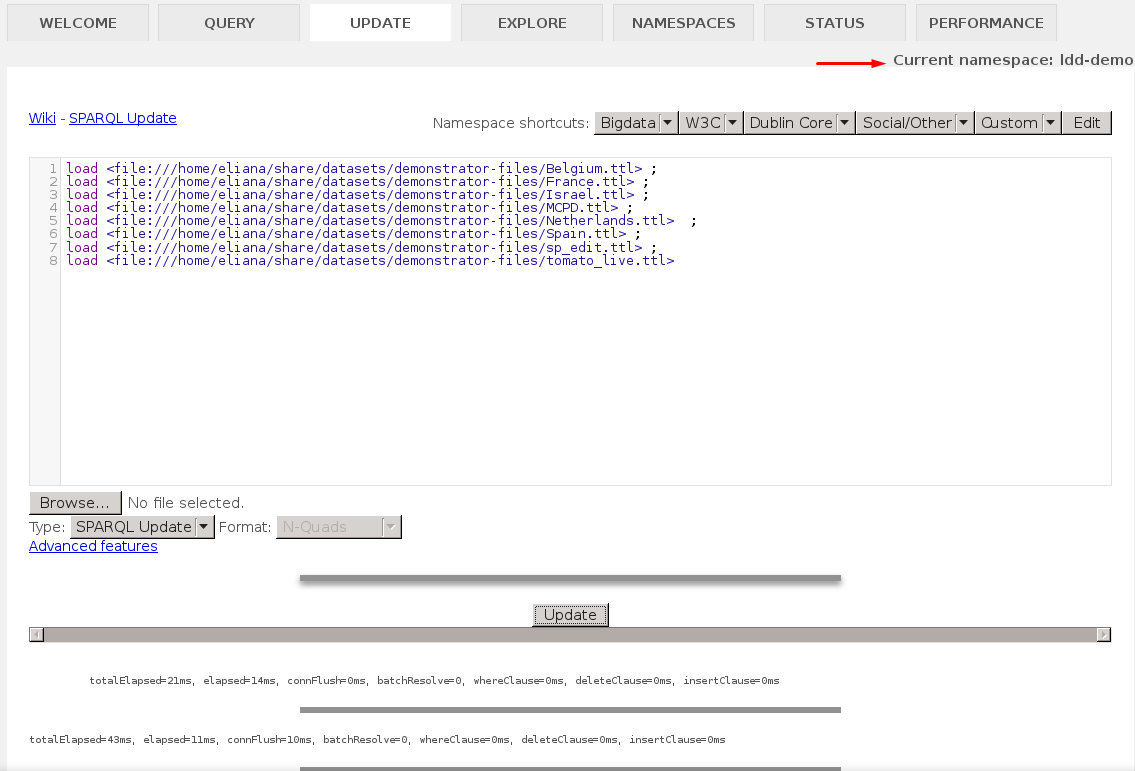 WELCOME QUERY UPDATE EXPLORE NAMESPACES STATUS PERFORMANCE
Current namespace: ldd-demo
Wiki - SPARQL Update
Namespace shortcuts: Bigdata W3C Dublin Core Social/Other Custom Edit
1 load <file:///home/eliana/share/datasets/demonstrator-files/Belgium.ttl> ;
2 load <file:///home/eliana/share/datasets/demonstrator-files/France.ttl> ;
3 load <file:///home/eliana/share/datasets/demonstrator-files/Israel.ttl> ;
4 load <file:///home/eliana/share/datasets/demonstrator-files/MCPD.ttl> ;
5 load <file:///home/eliana/share/datasets/demonstrator-files/Netherlands.ttl>  ;
6 load <file:///home/eliana/share/datasets/demonstrator-files/Spain.ttl> ;
7 load <file:///home/eliana/share/datasets/demonstrator-files/sp_edit.ttl> ;
8 load <file:///home/eliana/share/datasets/demonstrator-files/tomato_live.ttl>
Browse... No file selected.
Type: SPARQL Update Format: N-Quads
Advanced features
Update
totalElapsed=21ms, elapsed=14ms, connFlush=0ms, batchResolve=0, whereClause=0ms, deleteClause=0ms, insertClause=0ms
totalElapsed=43ms, elapsed=11ms, connFlush=10ms, batchResolve=0, whereClause=0ms, deleteClause=0ms, insertClause=0ms